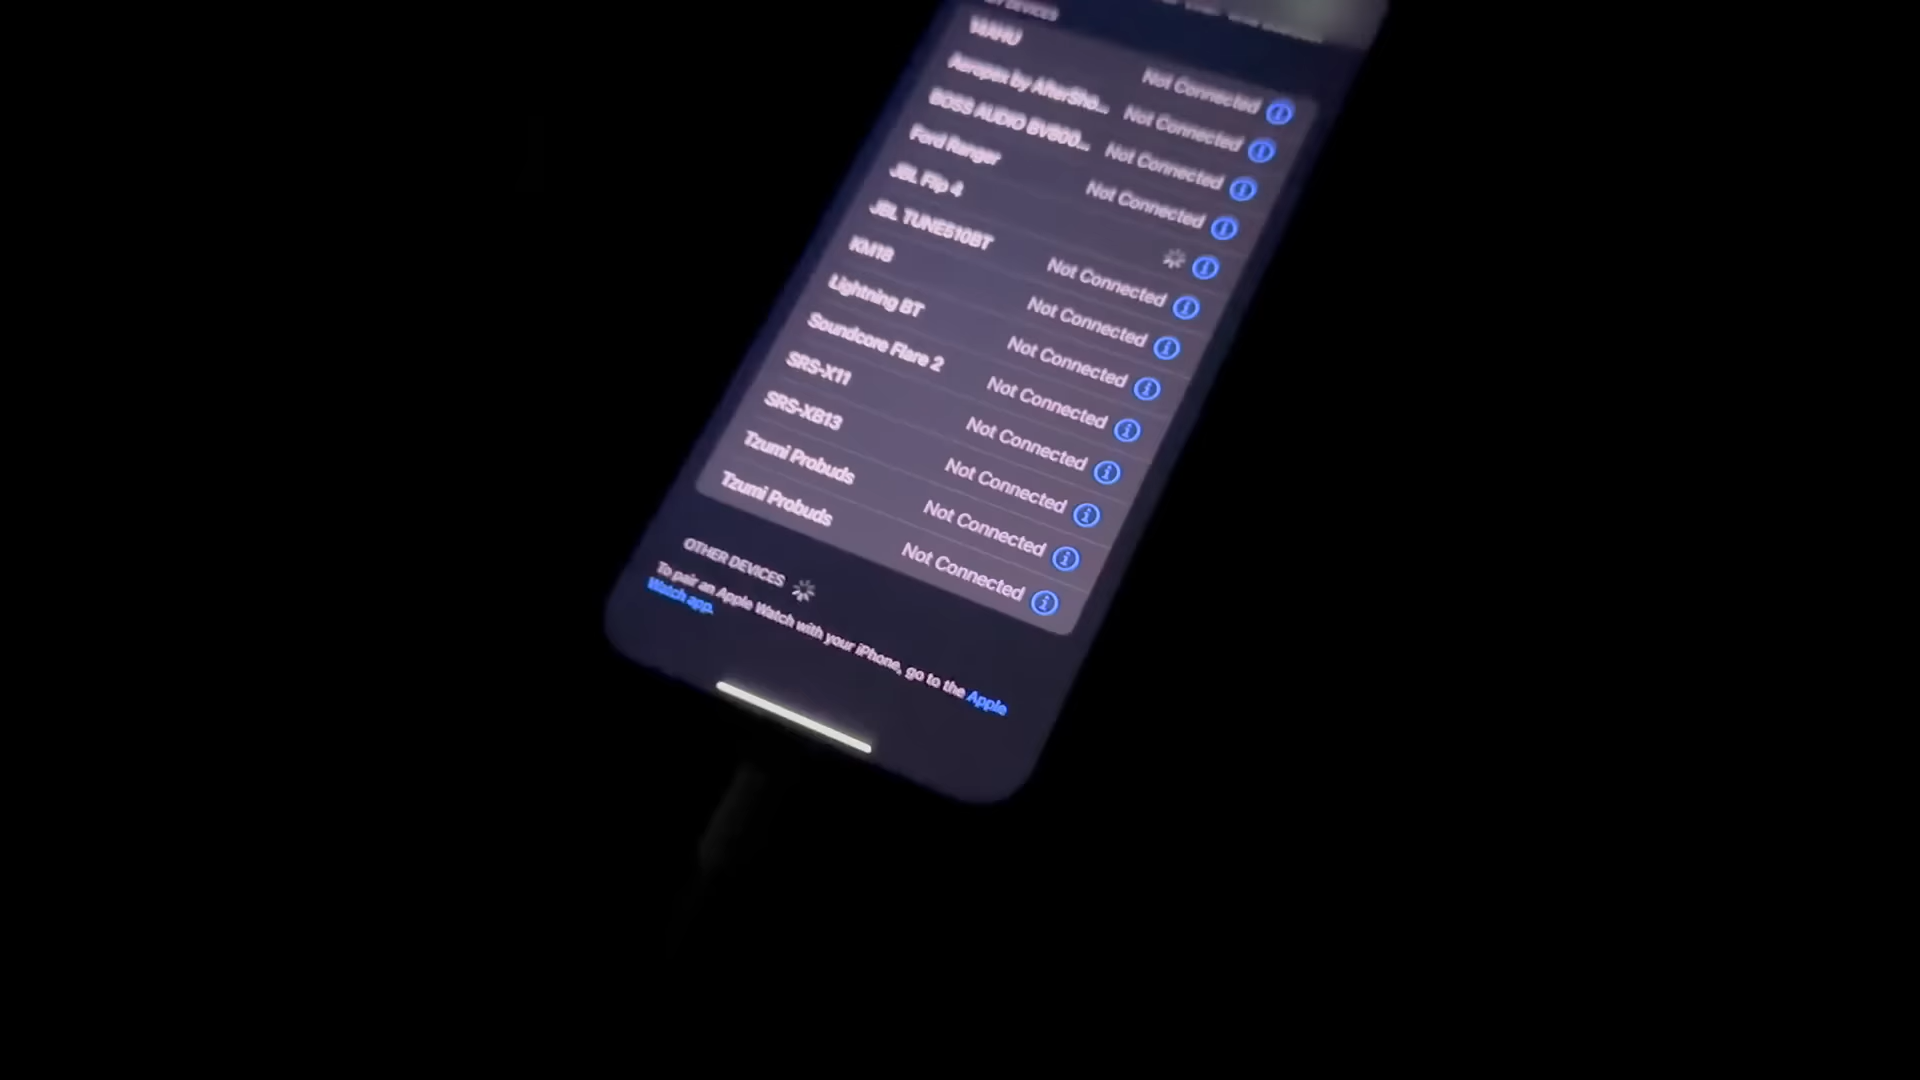 DEVICES
Not Connected
Aeropex by AfterSho... Not Connected
BOSS AUDIO BV800... Not Connected
Ford Ranger Not Connected
JBL Flip 4
JBL TUNE510BT Not Connected
KM18 Not Connected
Lightning BT Not Connected
Soundcore Flare 2 Not Connected
SRS-X11 Not Connected
SRS-XB13 Not Connected
Tzumi Probuds Not Connected
Tzumi Probuds Not Connected
OTHER DEVICES
To pair an Apple Watch with your iPhone, go to the Apple
Watch app.